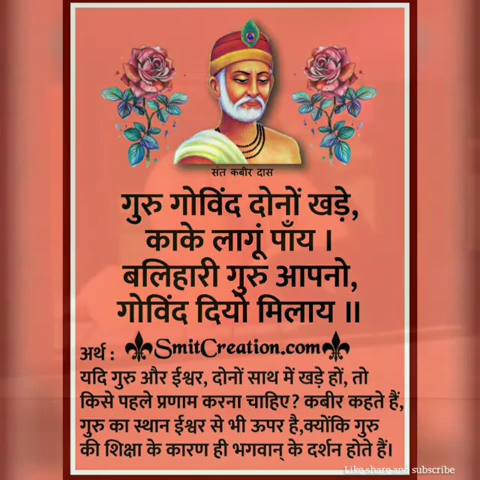 संत कबीर दास
गुरु गोविंद दोनों खड़े,
काके लागूं पाँय ।
बलिहारी गुरु आपनो,
गोविंद दियो मिलाय ॥
अर्थ : SmitCreation.com
यदि गुरु और ईश्वर, दोनों साथ में खड़े हों, तो
किसे पहले प्रणाम करना चाहिए? कबीर कहते हैं,
गुरु का स्थान ईश्वर से भी ऊपर है,क्योंकि गुरु
की शिक्षा के कारण ही भगवान् के दर्शन होते हैं।
Like,share and subscribe